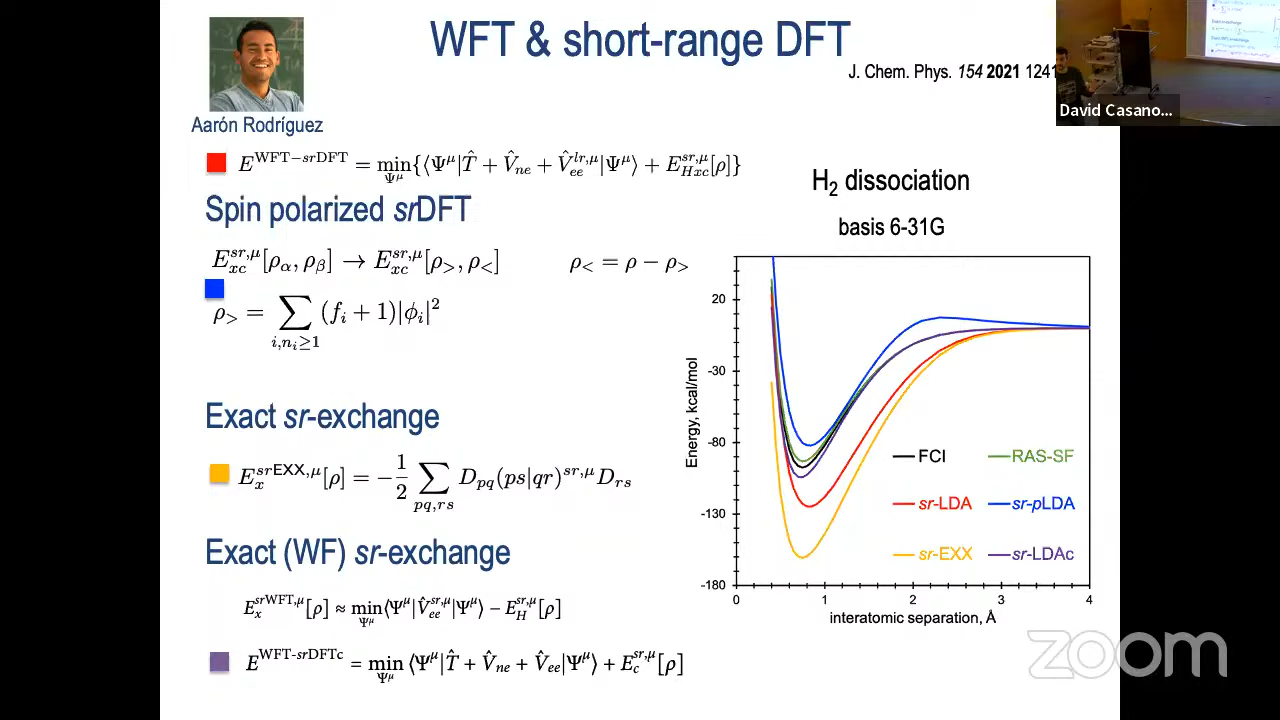 WFT & short-range DFT
J. Chem. Phys. 154 2021 1241
David Casano...
Aarón Rodríguez
E^{WFT−srDFT} = min_{Ψ^μ}{⟨Ψ^μ|T̂ + V̂_{ne} + V̂_{ee}^{lr,μ}|Ψ^μ⟩ + E_{Hxc}^{sr,μ}[ρ]}
Spin polarized srDFT
E_{xc}^{sr,μ}[ρ_α, ρ_β] → E_{xc}^{sr,μ}[ρ_>, ρ_<] ρ_< = ρ − ρ_>
ρ_> = ∑_{i,n_i≥1} (f_i + 1)|ϕ_i|²
Exact sr-exchange
E_x^{srEXX,μ}[ρ] = −1/2 ∑_{pq,rs} D_{pq}(ps|qr)^{sr,μ}D_{rs}
Exact (WF) sr-exchange
E_x^{srWFT,μ}[ρ] ≈ min_{Ψ^μ}⟨Ψ^μ|V̂_{ee}^{sr,μ}|Ψ^μ⟩ − E_H^{sr,μ}[ρ]
E^{WFT-srDFTc} = min_{Ψ^μ} ⟨Ψ^μ|T̂ + V̂_{ne} + V̂_{ee}|Ψ^μ⟩ + E_c^{sr,μ}[ρ]
H₂ dissociation
basis 6-31G
Energy, kcal/mol
20
-30
-80
-130
-180
FCI RAS-SF
sr-LDA sr-pLDA
sr-EXX sr-LDAc
0 1 2 3 4
interatomic separation, Å
zoom